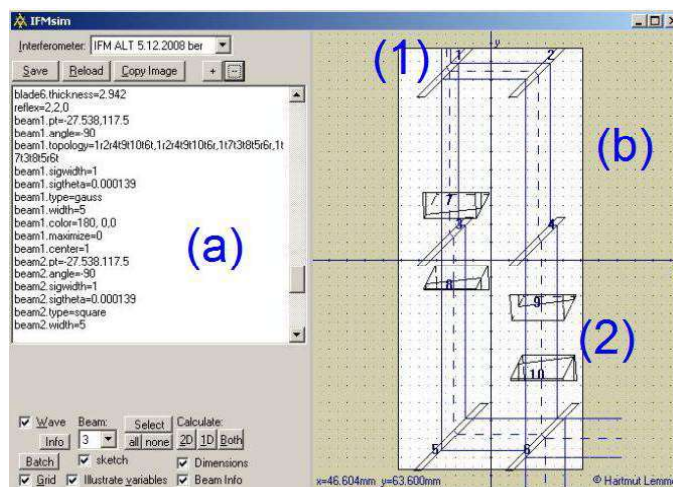 IFMsim
Interferometer: IFM ALT 5.12.2008 ber
Save Reload Copy Image + --
blade6.thickness=2.942
reflex=2,2,0
beam1.pt=-27.538,117.5
beam1.angle=-90
beam1.topology=1r2r4t9t10t6t,1r2r4t9t10t6r,1t7t3r8t5r6r,1t
7t3t8t5r6t
beam1.sigwidth=1
beam1.sigtheta=0.000139
beam1.type=gauss
beam1.width=5
beam1.color=180, 0,0
beam1.maximize=0
beam1.center=1
beam2.pt=-27.538,117.5
beam2.angle=-90
beam2.sigwidth=1
beam2.sigtheta=0.000139
beam2.type=square
beam2.width=5
(a)
Wave Beam: Select Calculate:
Info 3 all none 2D 1D Both
Batch sketch Dimensions
Grid Illustrate variables Beam Info
(1)
1 2
y
(b)
7
3 4
8
9
(2)
10
5 6
x=46.604mm y=63.600mm © Hartmut Lemme